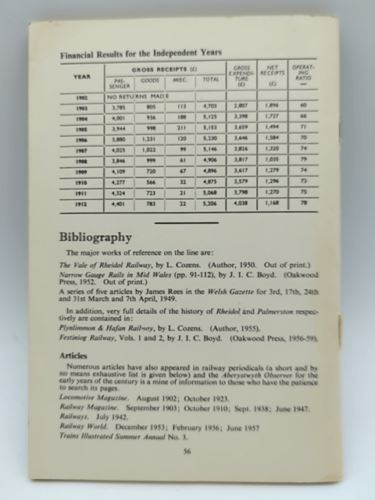 Financial Results for the Independent Years
YEAR GROSS RECEIPTS (£) GROSS EXPENDI-TURE (£) NET RECEIPTS (£) OPERAT-ING RATIO —
PAS-SENGER GOODS MISC. TOTAL
1902 NO RETURNS MADE
1903 3,785 805 113 4,703 2,807 1,896 60
1904 4,001 936 188 5,125 3,398 1,727 66
1905 3,944 998 211 5,153 3,659 1,494 71
1906 3,880 1,231 120 5,230 3,646 1,584 70
1907 4,025 1,022 99 5,146 3,826 1,320 74
1908 3,846 999 61 4,906 3,817 1,035 79
1909 4,109 720 67 4,896 3,617 1,279 74
1910 4,277 566 32 4,875 3,579 1,296 73
1911 4,324 723 21 5,068 3,798 1,270 75
1912 4,401 783 22 5,206 4,038 1,168 78
Bibliography
The major works of reference on the line are:
The Vale of Rheidol Railway, by L. Cozens. (Author, 1950. Out of print.)
Narrow Gauge Rails in Mid Wales (pp. 91-112), by J. I. C. Boyd. (Oakwood
Press, 1952. Out of print.)
A series of five articles by James Rees in the Welsh Gazette for 3rd, 17th, 24th
and 31st March and 7th April, 1949.
In addition, very full details of the history of Rheidol and Palmerston respec-
tively are contained in:
Plynlimmon & Hafan Railway, by L. Cozens. (Author, 1955).
Festiniog Railway, Vols. 1 and 2, by J. I. C. Boyd. (Oakwood Press, 1956-59).
Articles
Numerous articles have also appeared in railway periodicals (a short and by
no means exhaustive list is given below) and the Aberystwyth Observer for the
early years of the century is a mine of information to those who have the patience
to search its pages.
Locomotive Magazine. August 1902; October 1923.
Railway Magazine. September 1903; October 1910; Sept. 1938; June 1947.
Railways. July 1942.
Railway World. December 1953; February 1956; June 1957
Trains Illustrated Summer Annual No. 3.
56